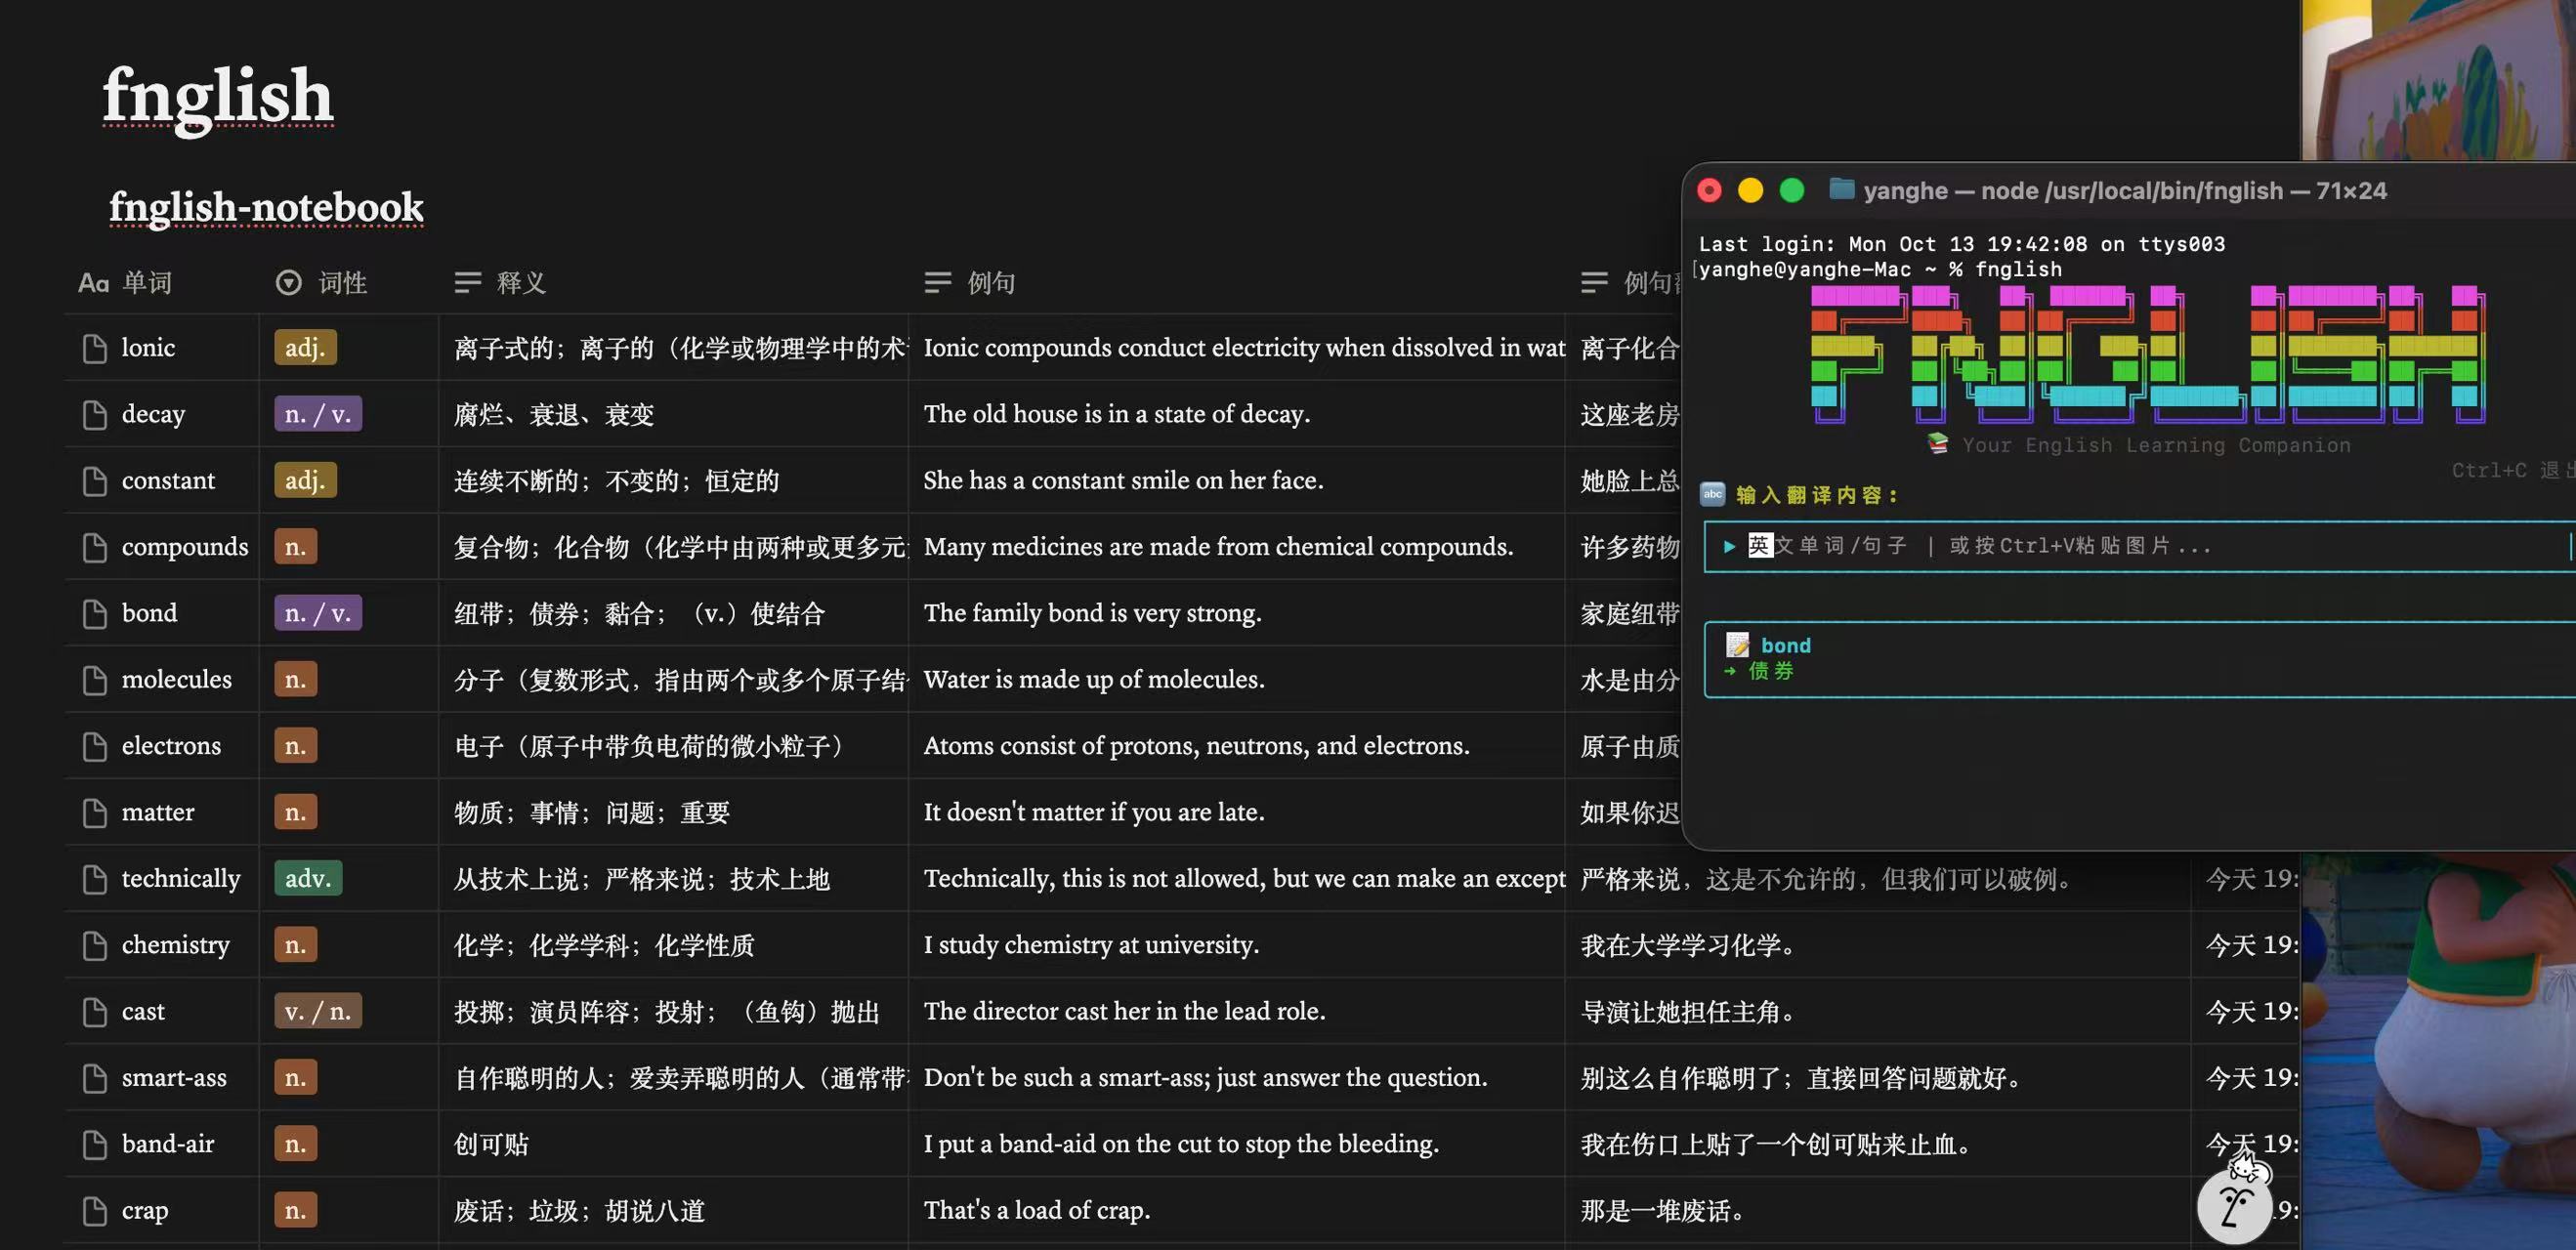 fnglish
fnglish-notebook
Aa 单词 词性 释义 例句 例句
lonic adj. 离子式的；离子的（化学或物理学中的术 Ionic compounds conduct electricity when dissolved in wat 离子化合
decay n. / v. 腐烂、衰退、衰变 The old house is in a state of decay. 这座老房
constant adj. 连续不断的；不变的；恒定的 She has a constant smile on her face. 她脸上总
compounds n. 复合物；化合物（化学中由两种或更多元 Many medicines are made from chemical compounds. 许多药物
bond n. / v. 纽带；债券；黏合；（v.）使结合 The family bond is very strong. 家庭纽带
molecules n. 分子（复数形式，指由两个或多个原子结 Water is made up of molecules. 水是由分
electrons n. 电子（原子中带负电荷的微小粒子） Atoms consist of protons, neutrons, and electrons. 原子由质
matter n. 物质；事情；问题；重要 It doesn't matter if you are late. 如果你迟
technically adv. 从技术上说；严格来说；技术上地 Technically, this is not allowed, but we can make an except 严格来说，这是不允许的，但我们可以破例。 今天 19:
chemistry n. 化学；化学学科；化学性质 I study chemistry at university. 我在大学学习化学。 今天 19:
cast v. / n. 投掷；演员阵容；投射；（鱼钩）抛出 The director cast her in the lead role. 导演让她担任主角。 今天 19:
smart-ass n. 自作聪明的人；爱卖弄聪明的人（通常带 Don't be such a smart-ass; just answer the question. 别这么自作聪明了；直接回答问题就好。 今天 19:
band-air n. 创可贴 I put a band-aid on the cut to stop the bleeding. 我在伤口上贴了一个创可贴来止血。 今天 19:
crap n. 废话；垃圾；胡说八道 That's a load of crap. 那是一堆废话。 9:
yanghe — node /usr/local/bin/fnglish — 71×24
Last login: Mon Oct 13 19:42:08 on ttys003
[yanghe@yanghe-Mac ~ % fnglish
FNGLISH
Your English Learning Companion
Ctrl+C 退出
abc 输入翻译内容:
▶ 英文单词/句子 | 或按Ctrl+V粘贴图片...
bond
→ 债券